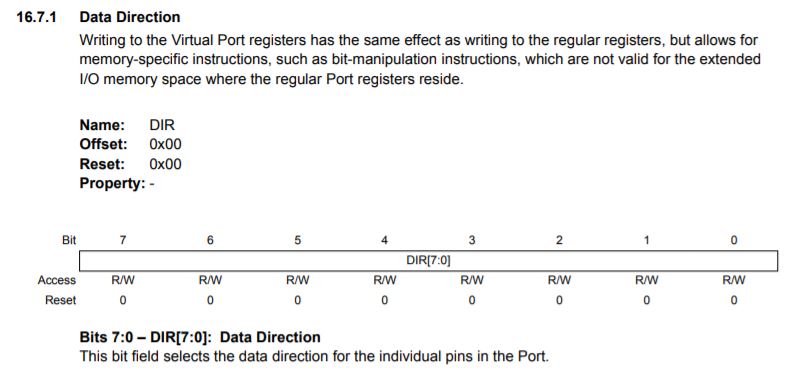 16.7.1 Data Direction
Writing to the Virtual Port registers has the same effect as writing to the regular registers, but allows for
memory-specific instructions, such as bit-manipulation instructions, which are not valid for the extended
I/O memory space where the regular Port registers reside.
Name: DIR
Offset: 0x00
Reset: 0x00
Property: -
Bit 7 6 5 4 3 2 1 0
DIR[7:0]
Access R/W R/W R/W R/W R/W R/W R/W R/W
Reset 0 0 0 0 0 0 0 0
Bits 7:0 – DIR[7:0]: Data Direction
This bit field selects the data direction for the individual pins in the Port.